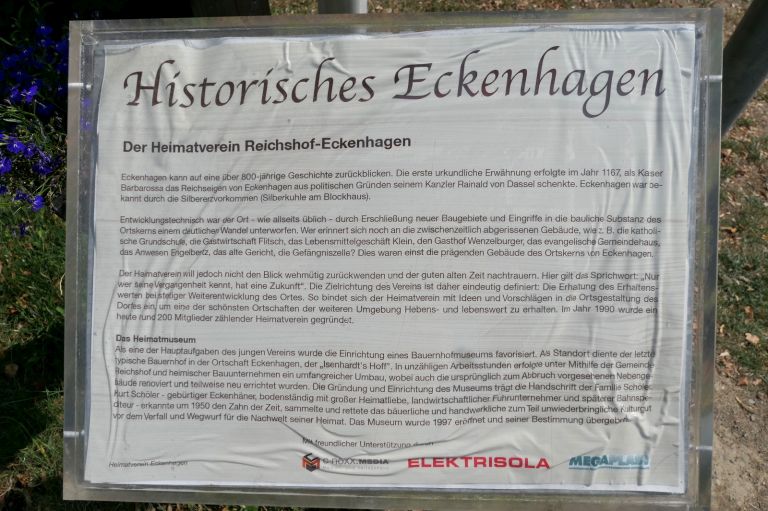 Historisches Eckenhagen
Der Heimatverein Reichshof-Eckenhagen
Eckenhagen kann auf eine über 800-jährige Geschichte zurückblicken. Die erste urkundliche Erwähnung erfolgte im Jahr 1167, als Kaiser
Barbarossa das Reichseigen von Eckenhagen aus politischen Gründen seinem Kanzler Rainald von Dassel schenkte. Eckenhagen war be-
kannt durch die Silbererzvorkommen (Silberkuhle am Blockhaus).
Entwicklungstechnisch war der Ort - wie allseits üblich - durch Erschließung neuer Baugebiete und Eingriffe in die bauliche Substanz des
Ortskerns einem deutlicher Wandel unterworfen. Wer erinnert sich noch an die zwischenzeitlich abgerissenen Gebäude, wie z. B. die katholi-
sche Grundschule, die Gastwirtschaft Flitsch, das Lebensmittelgeschäft Klein, den Gasthof Wenzelburger, das evangelische Gemeindehaus,
das Anwesen Engelbertz, das alte Gericht, die Gefängniszelle? Dies waren einst die prägenden Gebäude des Ortskerns von Eckenhagen.
Der Heimatverein will jedoch nicht den Blick wehmütig zurückwenden und der guten alten Zeit nachtrauern. Hier gilt das Sprichwort: „Nur
wer seine Vergangenheit kennt, hat eine Zukunft“. Die Zielrichtung des Vereins ist daher eindeutig definiert: Die Erhaltung des Erhaltens-
werten bei stetiger Weiterentwicklung des Ortes. So bindet sich der Heimatverein mit Ideen und Vorschlägen in die Ortsgestaltung des
Dorfes ein, um eine der schönsten Ortschaften der weiteren Umgebung liebens- und lebenswert zu erhalten. Im Jahre 1990 wurde ein
heute rund 200 Mitglieder zählender Heimatverein gegründet.
Das Heimatmuseum
Als eine der Hauptaufgaben des jungen Vereins wurde die Einrichtung eines Bauernhofmuseums favorisiert. Als Standort diente der letzte
typische Bauernhof in der Ortschaft Eckenhagen, der „Isenhardt's Hoff“. In unzähligen Arbeitsstunden erfolgte unter Mithilfe der Gemeinde
Reichshof und heimischer Bauunternehmen ein umfangreicher Umbau, wobei auch die ursprünglich zum Abbruch vorgesehenen Nebenge-
bäude renoviert und teilweise neu errichtet wurden. Die Gründung und Einrichtung des Museums trägt die Handschrift der Familie Schöler.
Kurt Schöler - gebürtiger Eckenhäner, bodenständig mit großer Heimatliebe, landwirtschaftlicher Fuhrunternehmer und späterer Bahnspe-
diteur - erkannte um 1950 den Zahn der Zeit, sammelte und rettete das bäuerliche und handwerkliche zum Teil unwiederbringliche Kulturgut
vor dem Verfall und Wegwurf für die Nachwelt seiner Heimat. Das Museum wurde 1997 eröffnet und seiner Bestimmung übergeben.
Mit freundlicher Unterstützung durch
Heimatverein Eckenhagen
ELEKTRISOLA
MEGAPLAN